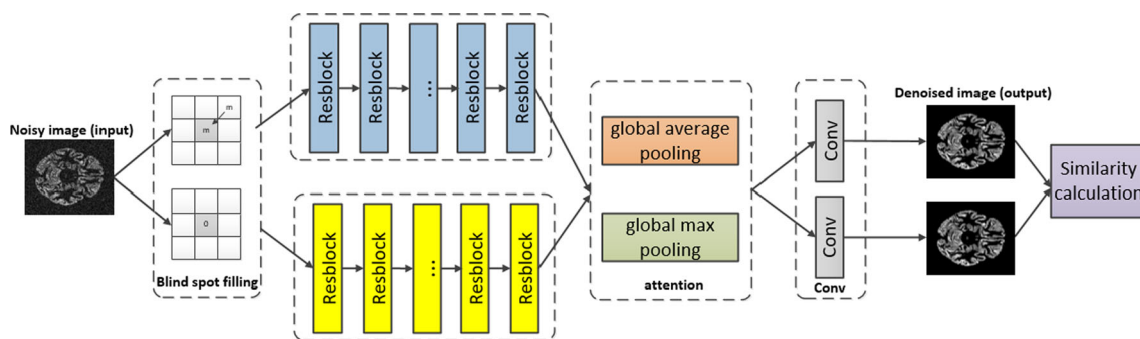 Noisy image (input)
m
m
0
Blind spot filling
Resblock
Resblock
...
Resblock
Resblock
Resblock
Resblock
...
Resblock
Resblock
global average
pooling
global max
pooling
attention
Conv
Conv
Conv
Denoised image (output)
Similarity
calculation